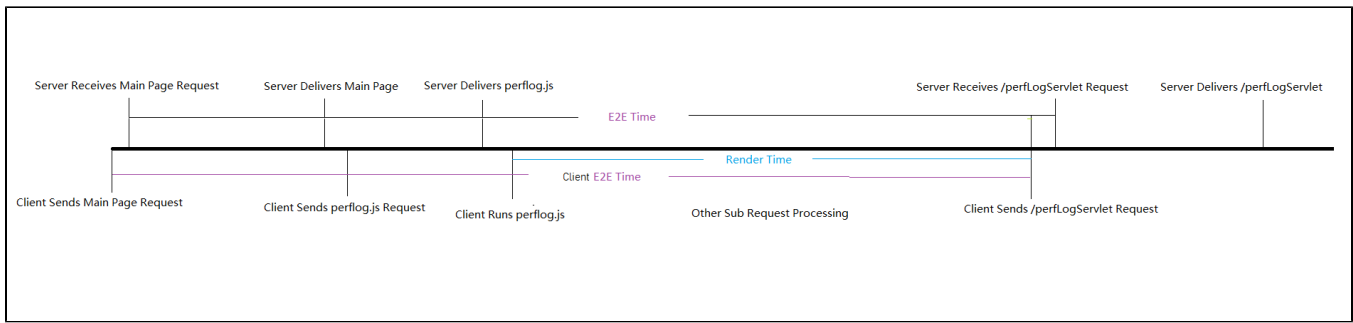 Server Receives Main Page Request
Server Delivers Main Page
Server Delivers perflog.js
Server Receives /perfLogServlet Request
Server Delivers /perfLogServlet
E2E Time
Render Time
Client E2E Time
Client Sends Main Page Request
Client Sends perflog.js Request
Client Runs perflog.js
Other Sub Request Processing
Client Sends /perfLogServlet Request